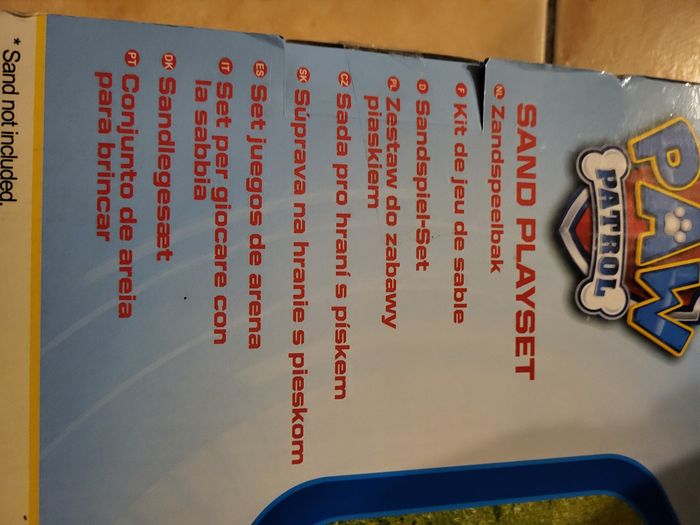 PAW
PATROL
SAND PLAYSET
NL Zandspeelbak
F Kit de jeu de sable
D Sandspiel-Set
PL Zestaw do zabawy
piaskiem
CZ Sada pro hraní s pískem
SK Súprava na hranie s pieskom
ES Set juegos de arena
IT Set per giocare con
la sabbia
DK Sandlegesæt
PT Conjunto de areia
para brincar
* Sand not included.